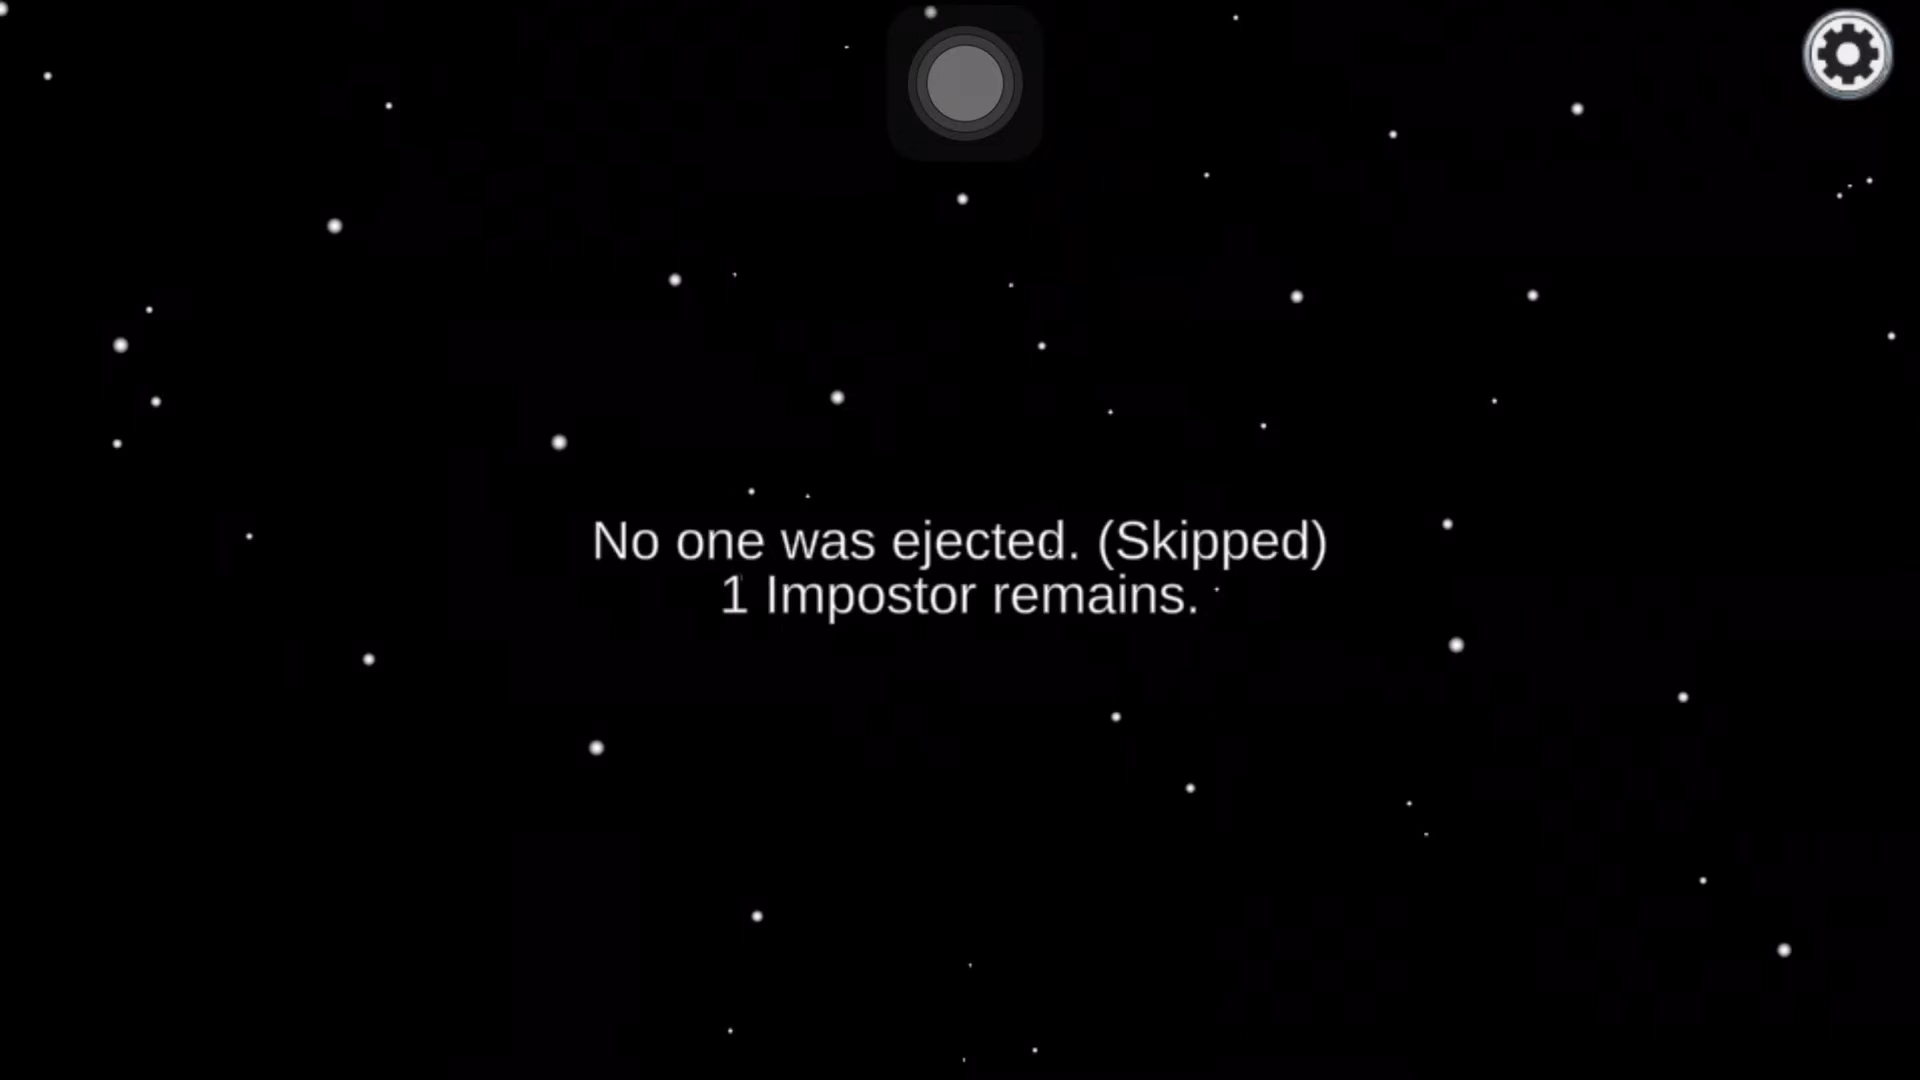 No one was ejected. (Skipped)
1 Impostor remains.